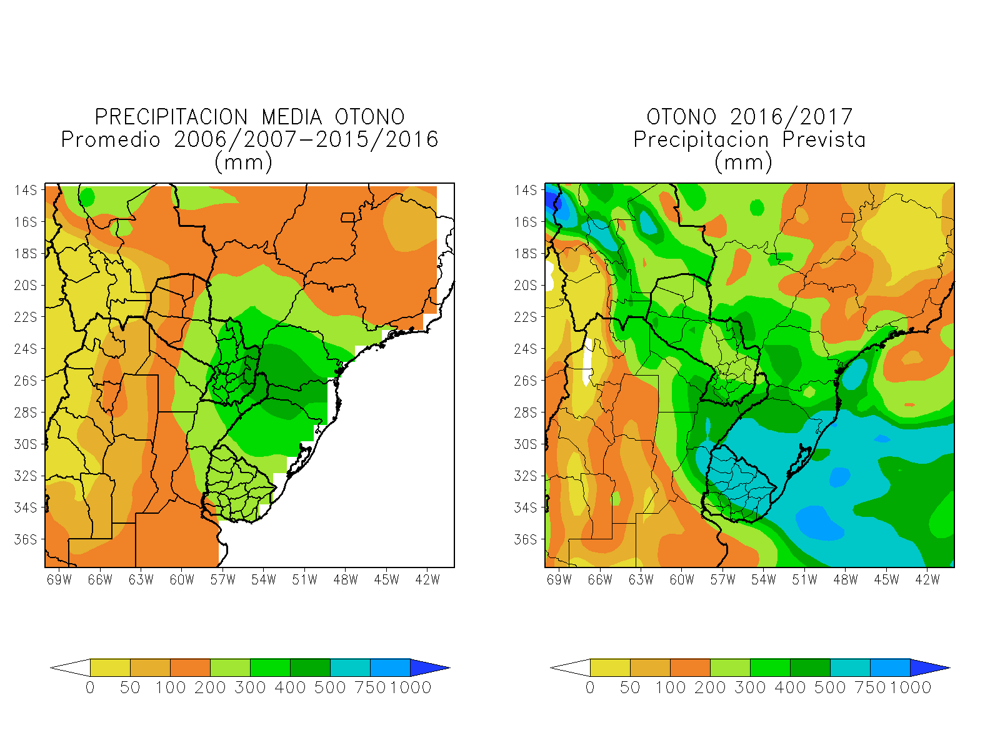 PRECIPITACION MEDIA OTONO
Promedio 2006/2007-2015/2016
(mm)
14S
16S
18S
20S
22S
24S
26S
28S
30S
32S
34S
36S
69W 66W 63W 60W 57W 54W 51W 48W 45W 42W
0 50 100 200 300 400 500 750 1000
OTONO 2016/2017
Precipitacion Prevista
(mm)
14S
16S
18S
20S
22S
24S
26S
28S
30S
32S
34S
36S
69W 66W 63W 60W 57W 54W 51W 48W 45W 42W
0 50 100 200 300 400 500 750 1000